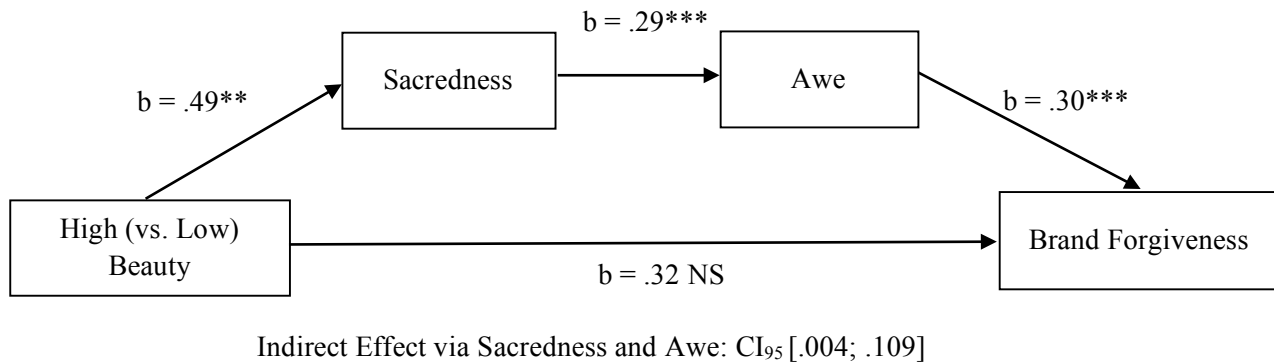 b = .29***
Sacredness
Awe
b = .49**
b = .30***
High (vs. Low)
Beauty
Brand Forgiveness
b = .32 NS
Indirect Effect via Sacredness and Awe: CI₉₅ [.004; .109]